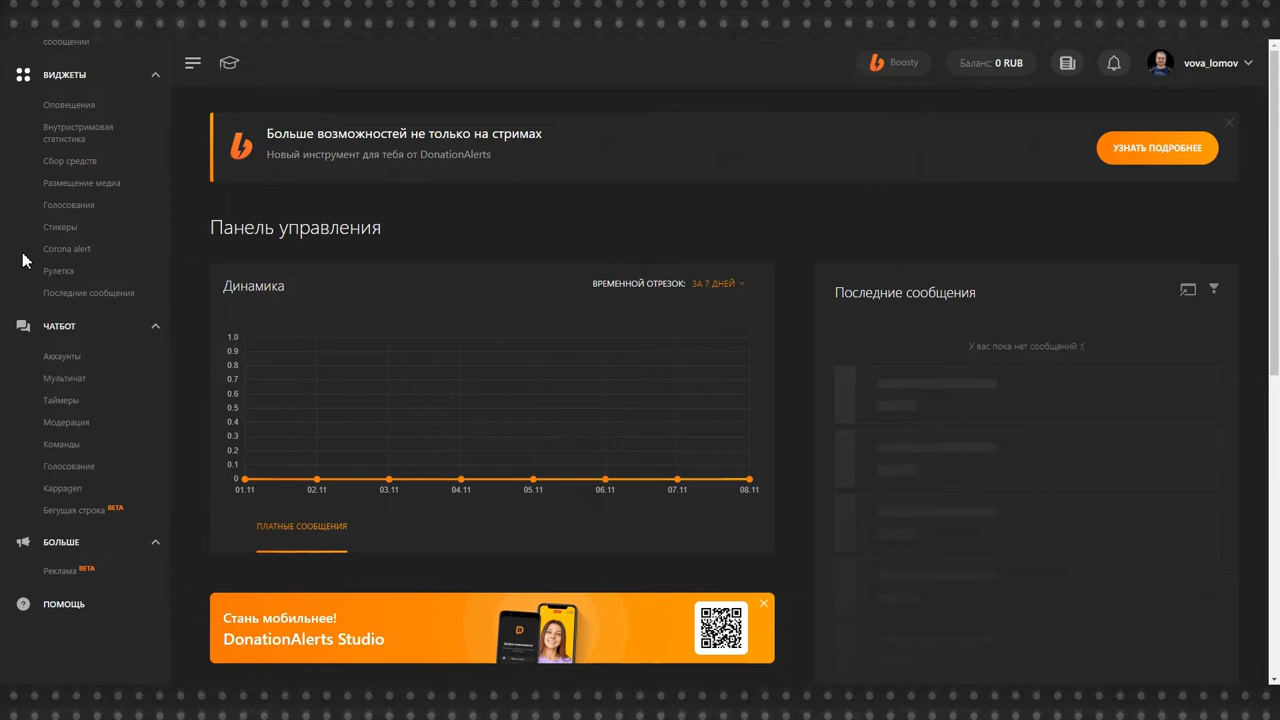 сообщений
ВИДЖЕТЫ
Оповещения
Внутристримовая
статистика
Сбор средств
Размещение медиа
Голосования
Стикеры
Corona alert
Рулетка
Последние сообщения
ЧАТБОТ
Аккаунты
Мультичат
Таймеры
Модерация
Команды
Голосование
Kappagen
Бегущая строка BETA
БОЛЬШЕ
Реклама BETA
ПОМОЩЬ
Boosty
Баланс: 0 RUB
vova_lomov
Больше возможностей не только на стримах
Новый инструмент для тебя от DonationAlerts
УЗНАТЬ ПОДРОБНЕЕ
Панель управления
Динамика
ВРЕМЕННОЙ ОТРЕЗОК: ЗА 7 ДНЕЙ
1.0
0.9
0.8
0.7
0.6
0.5
0.4
0.3
0.2
0.1
0
01.11 02.11 03.11 04.11 05.11 06.11 07.11 08.11
ПЛАТНЫЕ СООБЩЕНИЯ
Последние сообщения
У вас пока нет сообщений :(
Стань мобильнее!
DonationAlerts Studio